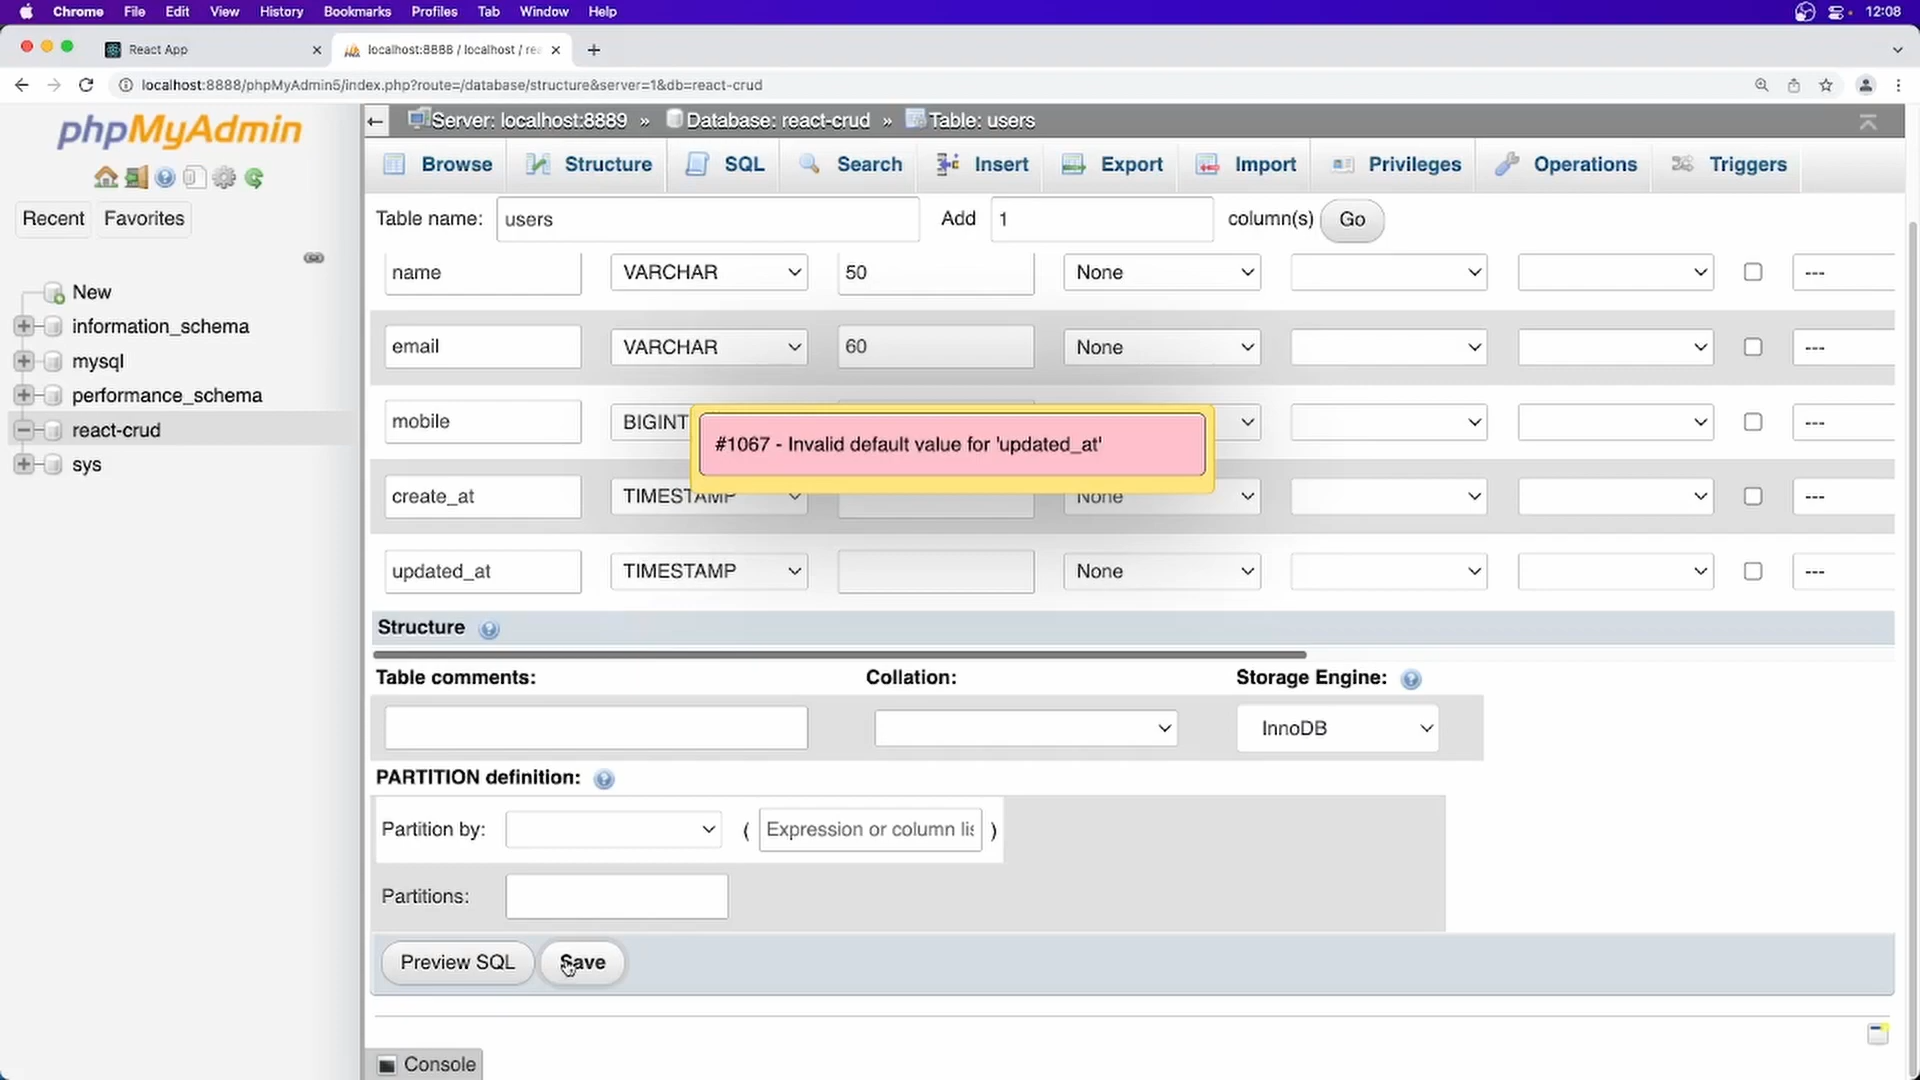 Chrome File Edit View History Bookmarks Profiles Tab Window Help 12:08
React App localhost:8888 / localhost / rea
localhost:8888/phpMyAdmin5/index.php?route=/database/structure&server=1&db=react-crud
phpMyAdmin
Recent Favorites
New
information_schema
mysql
performance_schema
react-crud
sys
Server: localhost:8889 » Database: react-crud » Table: users
Browse Structure SQL Search Insert Export Import Privileges Operations Triggers
Table name: users Add 1 column(s) Go
name VARCHAR 50 None ---
email VARCHAR 60 None ---
mobile BIGINT ---
#1067 - Invalid default value for 'updated_at'
create_at TIMESTAMP None ---
updated_at TIMESTAMP None ---
Structure
Table comments: Collation: Storage Engine:
InnoDB
PARTITION definition:
Partition by: ( Expression or column lis )
Partitions:
Preview SQL Save
Console